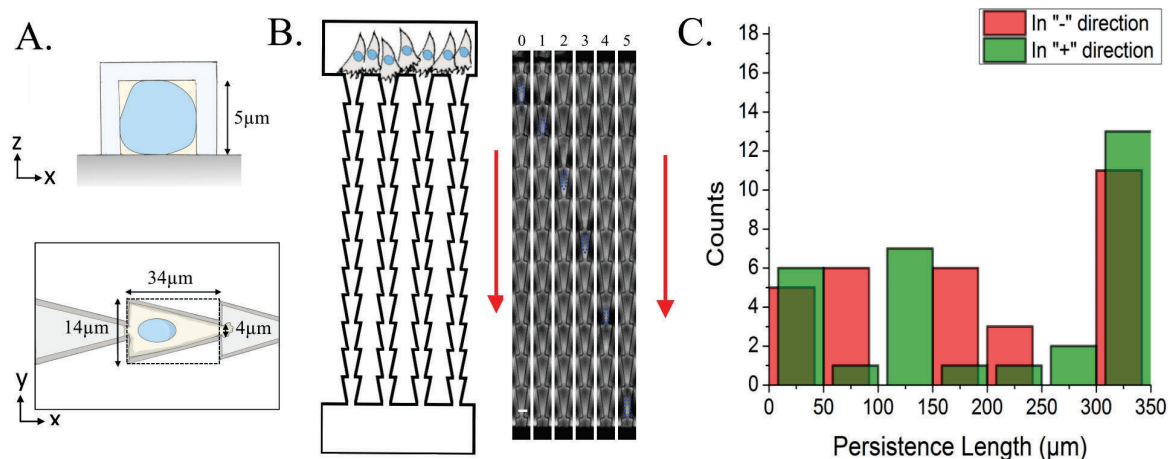 A.
5µm
z
x
34µm
14µm
4µm
y
x
B.
0 1 2 3 4 5
C.
In "-" direction
In "+" direction
Counts
18
16
14
12
10
8
6
4
2
0
0 50 100 150 200 250 300 350
Persistence Length (µm)